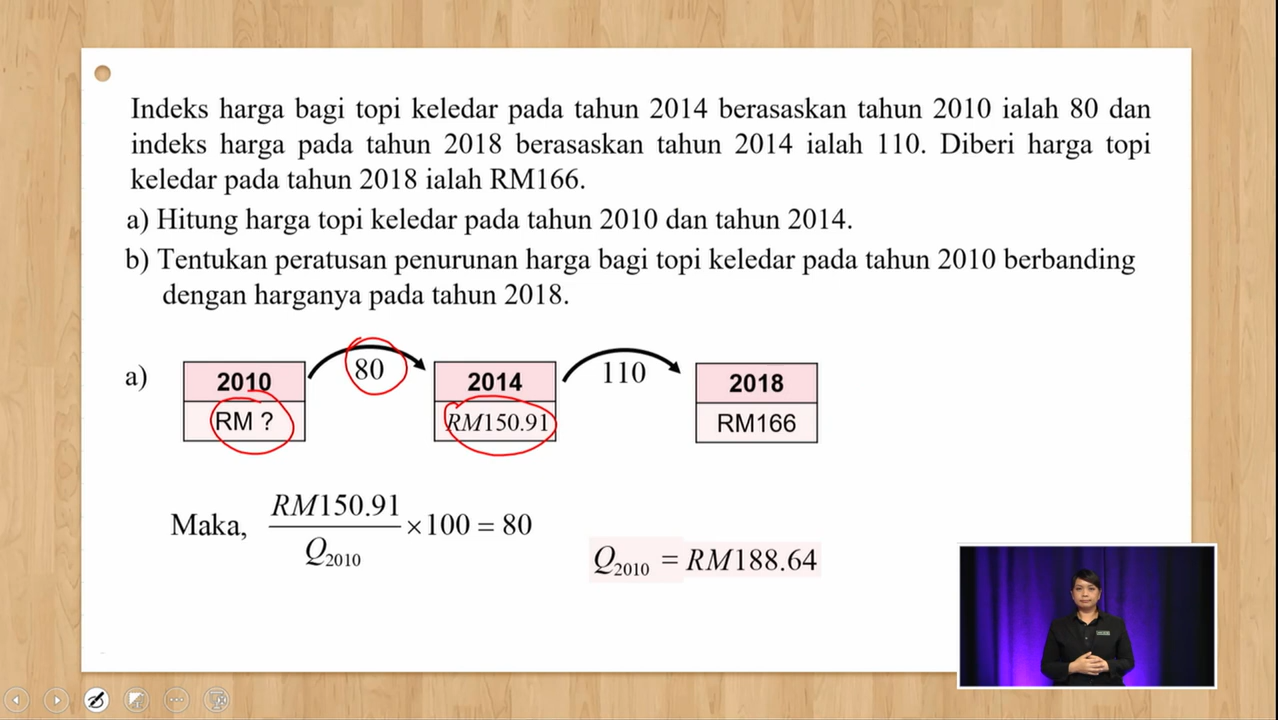 Indeks harga bagi topi keledar pada tahun 2014 berasaskan tahun 2010 ialah 80 dan
indeks harga pada tahun 2018 berasaskan tahun 2014 ialah 110. Diberi harga topi
keledar pada tahun 2018 ialah RM166.
a) Hitung harga topi keledar pada tahun 2010 dan tahun 2014.
b) Tentukan peratusan penurunan harga bagi topi keledar pada tahun 2010 berbanding
dengan harganya pada tahun 2018.
a) 2010 80 2014 110 2018
RM ? RM150.91 RM166
Maka, RM150.91 / Q2010 × 100 = 80
Q2010 = RM188.64